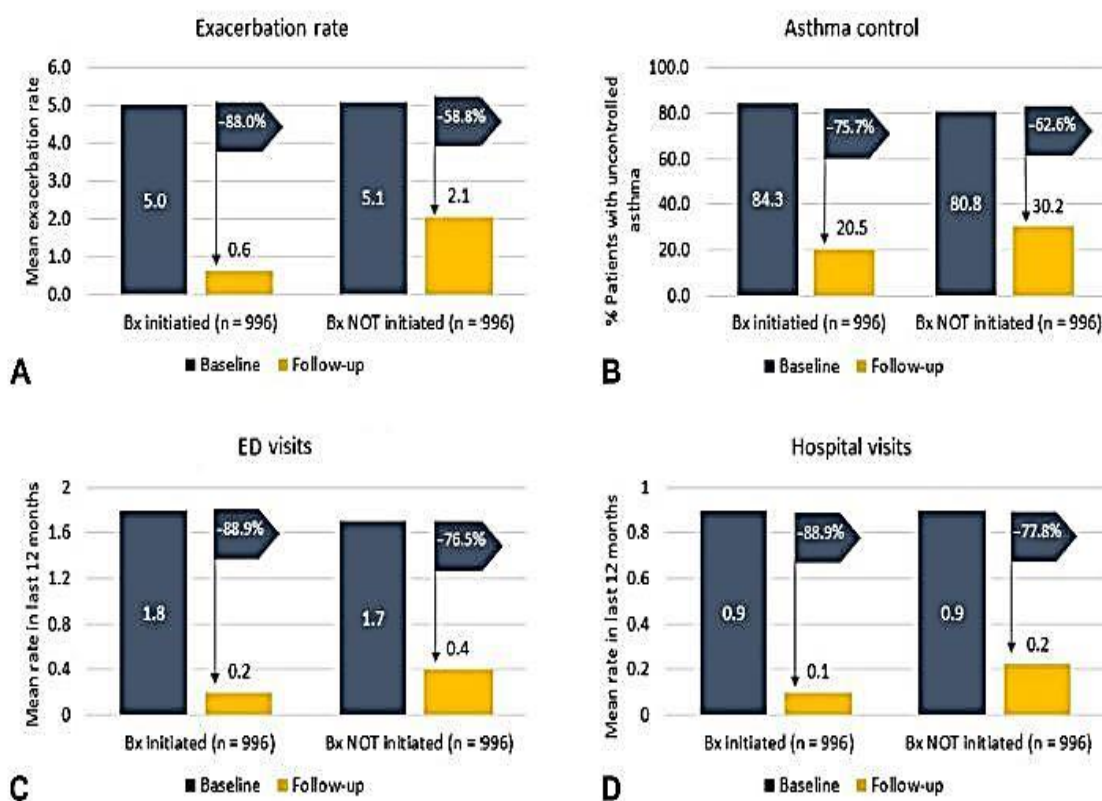 Exacerbation rate
Mean exacerbation rate
6.0
5.0
4.0
3.0
2.0
1.0
0.0
5.0
–88.0%
0.6
5.1
–58.8%
2.1
Bx initiatied (n = 996)
Bx NOT initiated (n = 996)
Baseline
Follow-up
A
Asthma control
% Patients with uncontrolled
asthma
100.0
80.0
60.0
40.0
20.0
0.0
84.3
–75.7%
20.5
80.8
–62.6%
30.2
Bx initiated (n = 996)
Bx NOT initiated (n = 996)
Baseline
Follow-up
B
ED visits
Mean rate in last 12 months
2
1.6
1.2
0.8
0.4
0
1.8
–88.9%
0.2
1.7
–76.5%
0.4
Bx initiated (n = 996)
Bx NOT initiated (n = 996)
Baseline
Follow-up
C
Hospital visits
Mean rate in last 12 months
1
0.8
0.6
0.4
0.2
0
0.9
–88.9%
0.1
0.9
–77.8%
0.2
Bx initiated (n = 996)
Bx NOT initiated (n = 996)
Baseline
Follow-up
D